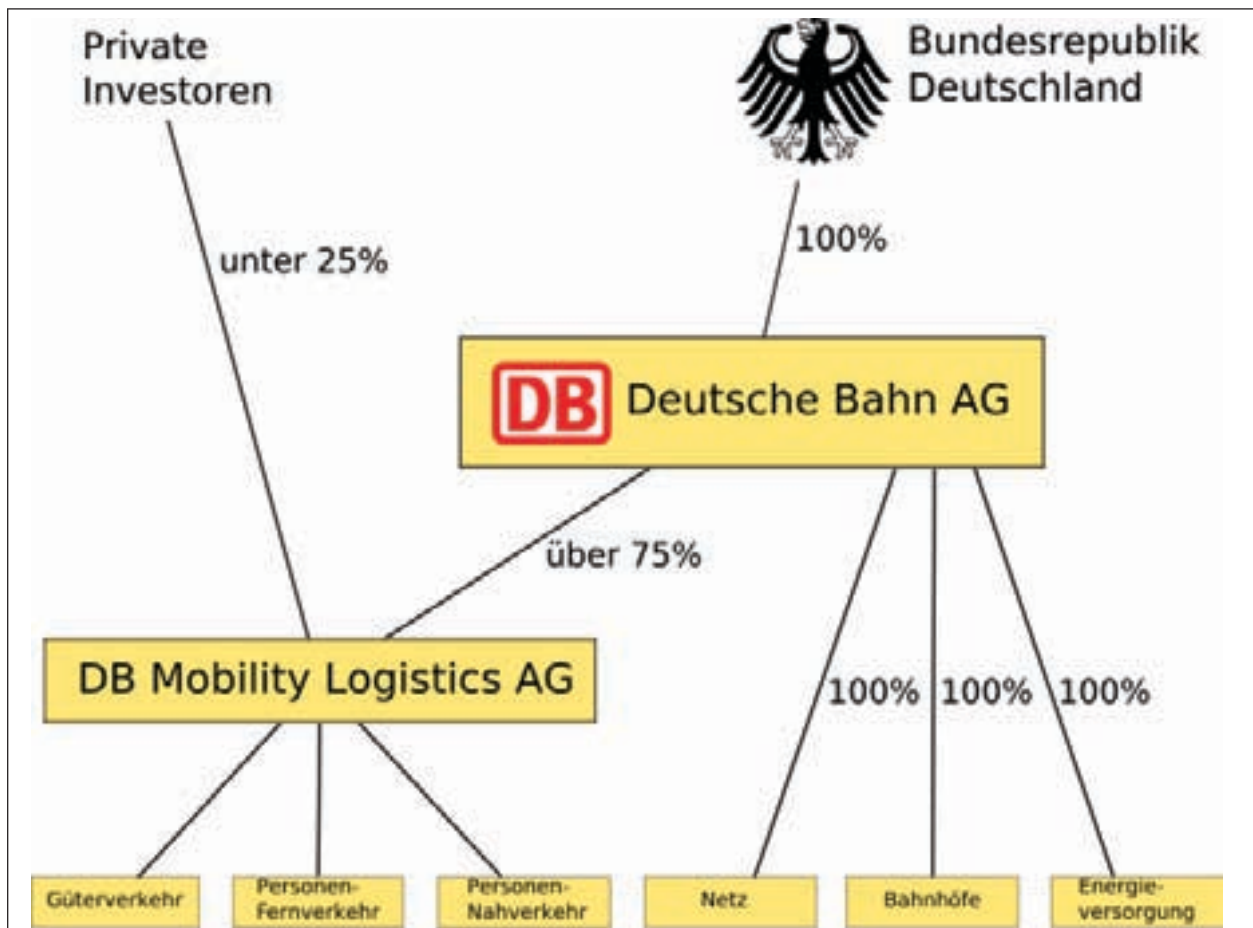 Private
Investoren
Bundesrepublik
Deutschland
unter 25%
100%
DB Deutsche Bahn AG
über 75%
DB Mobility Logistics AG
100% 100% 100%
Güterverkehr
Personen-
Fernverkehr
Personen-
Nahverkehr
Netz
Bahnhöfe
Energie-
versorgung